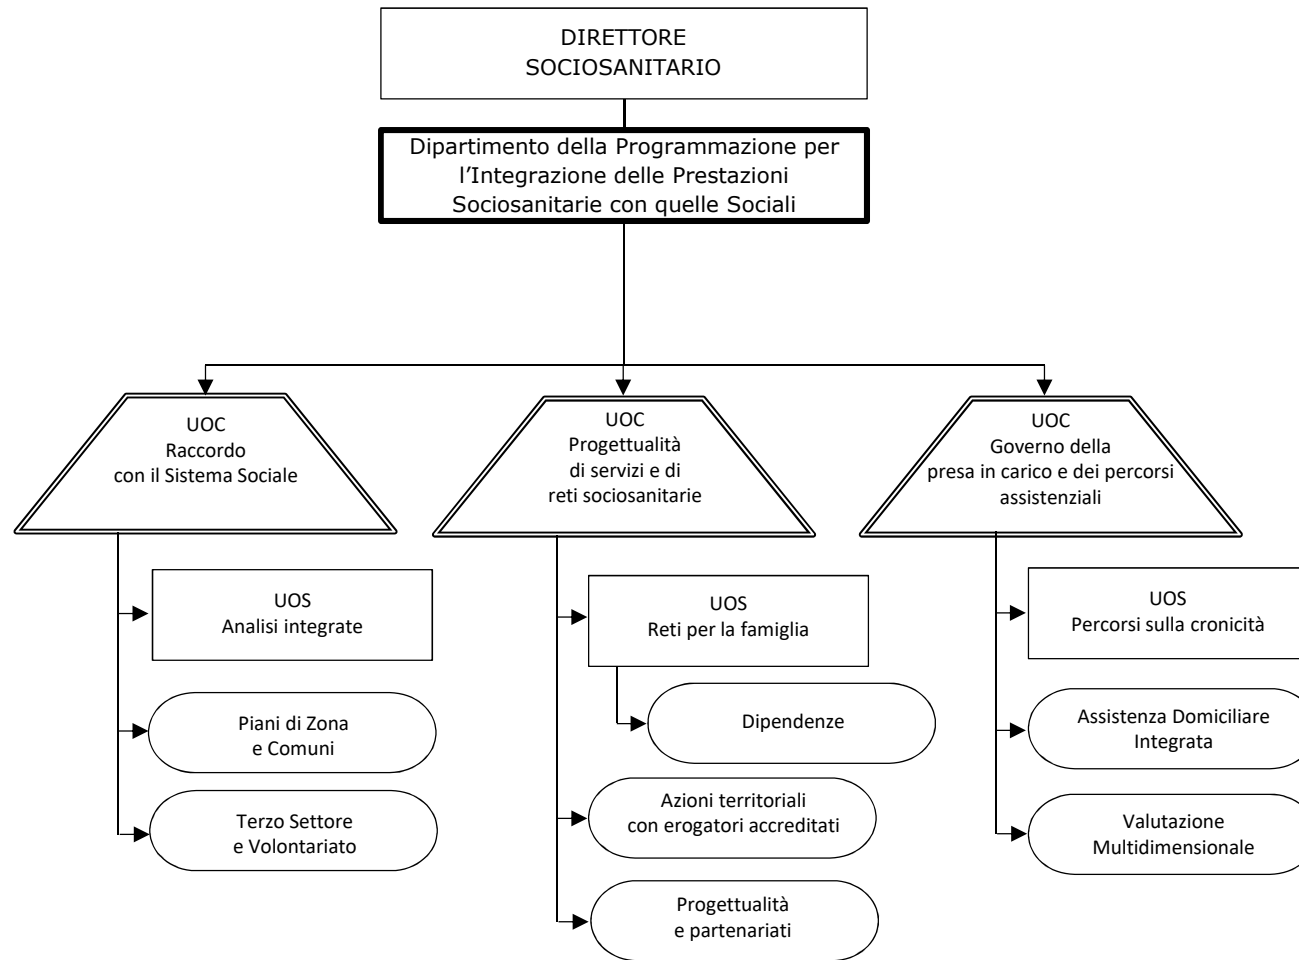 DIRETTORE
SOCIOSANITARIO
Dipartimento della Programmazione per
l’Integrazione delle Prestazioni
Sociosanitarie con quelle Sociali
UOC
Raccordo
con il Sistema Sociale
UOS
Analisi integrate
Piani di Zona
e Comuni
Terzo Settore
e Volontariato
UOC
Progettualità
di servizi e di
reti sociosanitarie
UOS
Reti per la famiglia
Dipendenze
Azioni territoriali
con erogatori accreditati
Progettualità
e partenariati
UOC
Governo della
presa in carico e dei percorsi
assistenziali
UOS
Percorsi sulla cronicità
Assistenza Domiciliare
Integrata
Valutazione
Multidimensionale